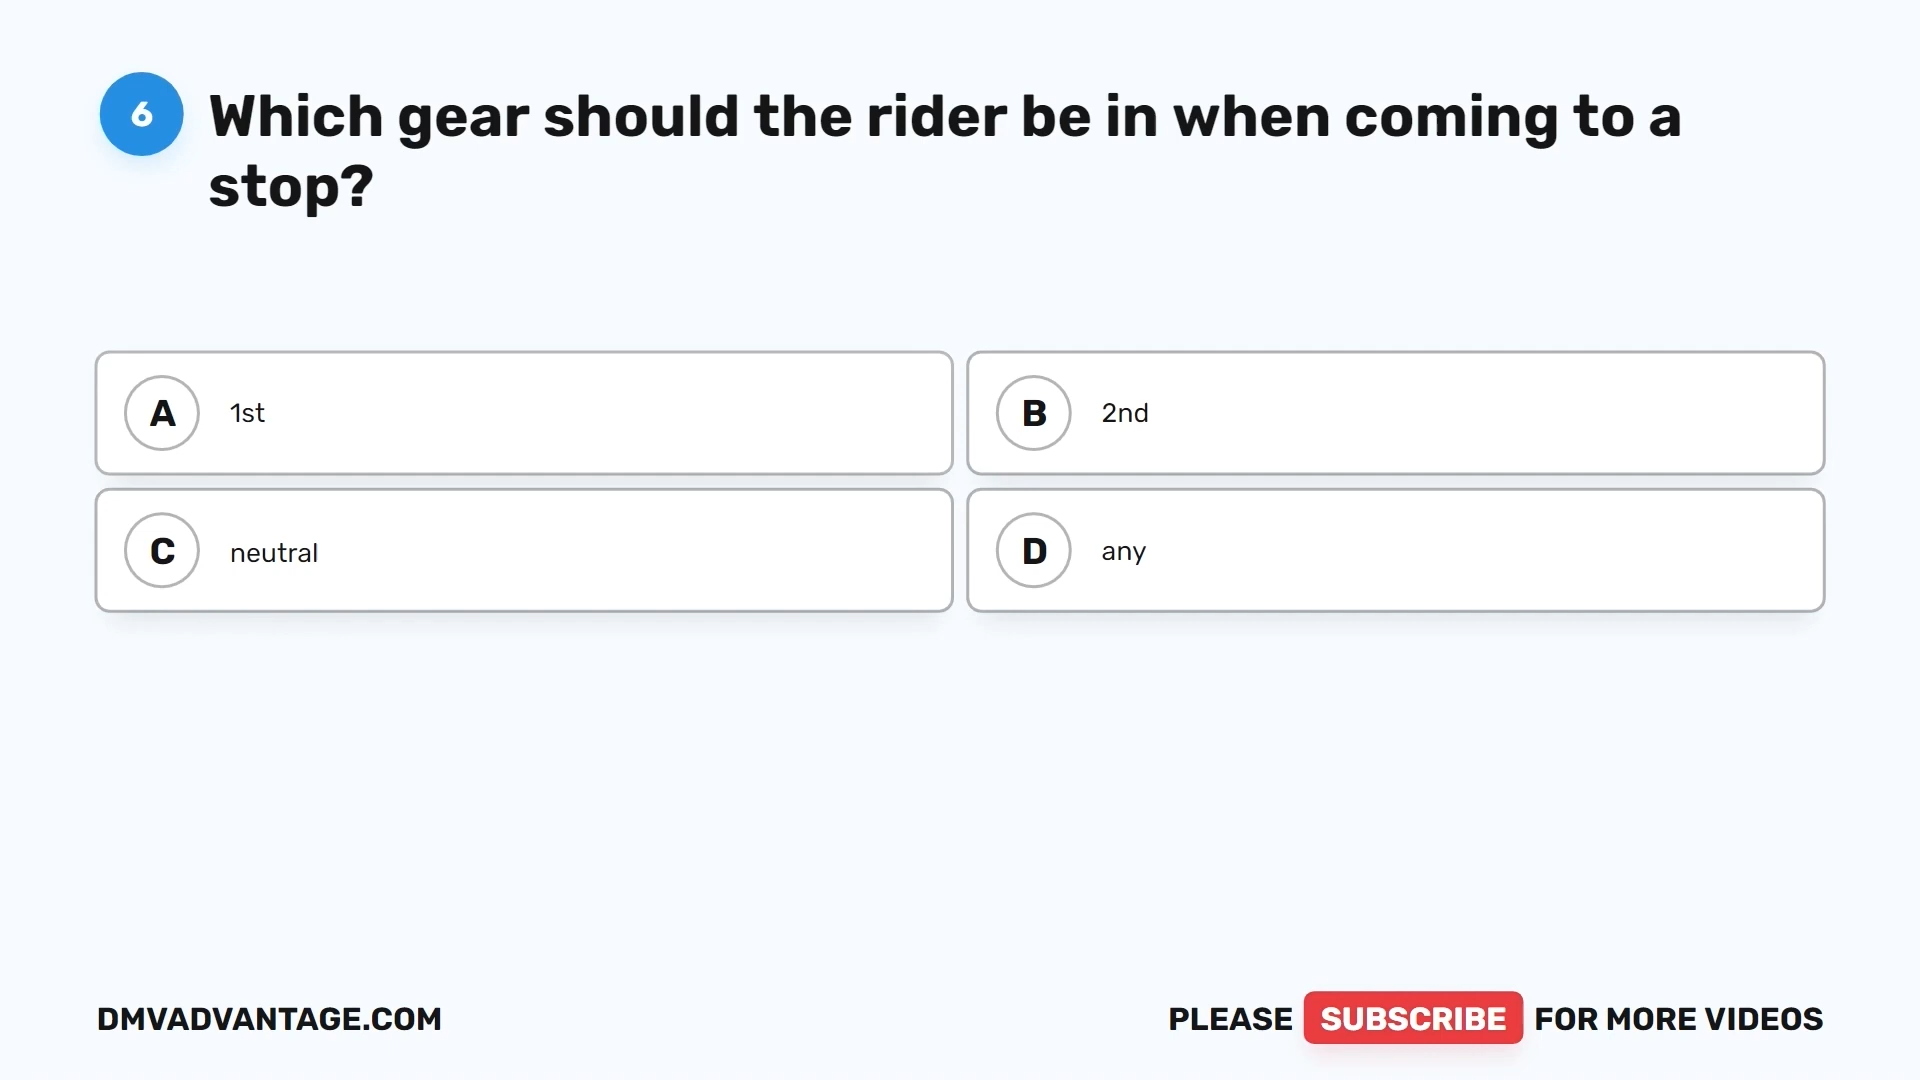 6
Which gear should the rider be in when coming to a
stop?
A 1st
B 2nd
C neutral
D any
DMVADVANTAGE.COM
PLEASE SUBSCRIBE FOR MORE VIDEOS